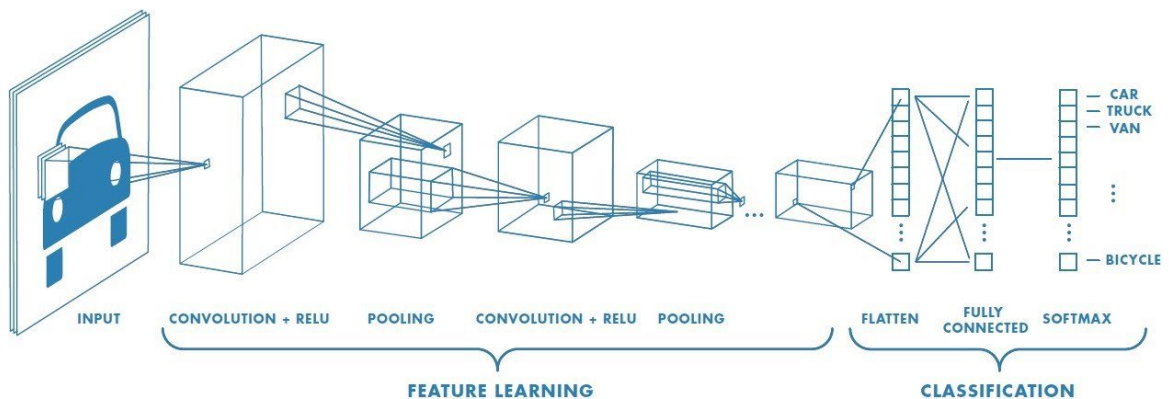 CAR
TRUCK
VAN
BICYCLE
INPUT
CONVOLUTION + RELU
POOLING
CONVOLUTION + RELU
POOLING
FLATTEN
FULLY
CONNECTED
SOFTMAX
FEATURE LEARNING
CLASSIFICATION